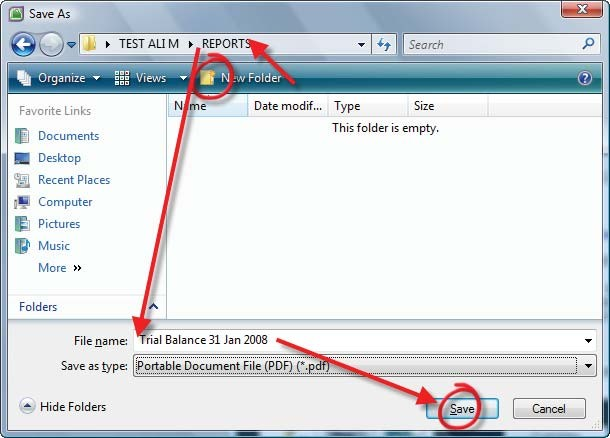 Save As
TEST ALI M REPORTS
Search
Organize Views New Folder
Favorite Links
Name Date modif... Type Size
This folder is empty.
Documents
Desktop
Recent Places
Computer
Pictures
Music
More »
Folders
File name: Trial Balance 31 Jan 2008
Save as type: Portable Document File (PDF) (*.pdf)
Hide Folders
Save
Cancel